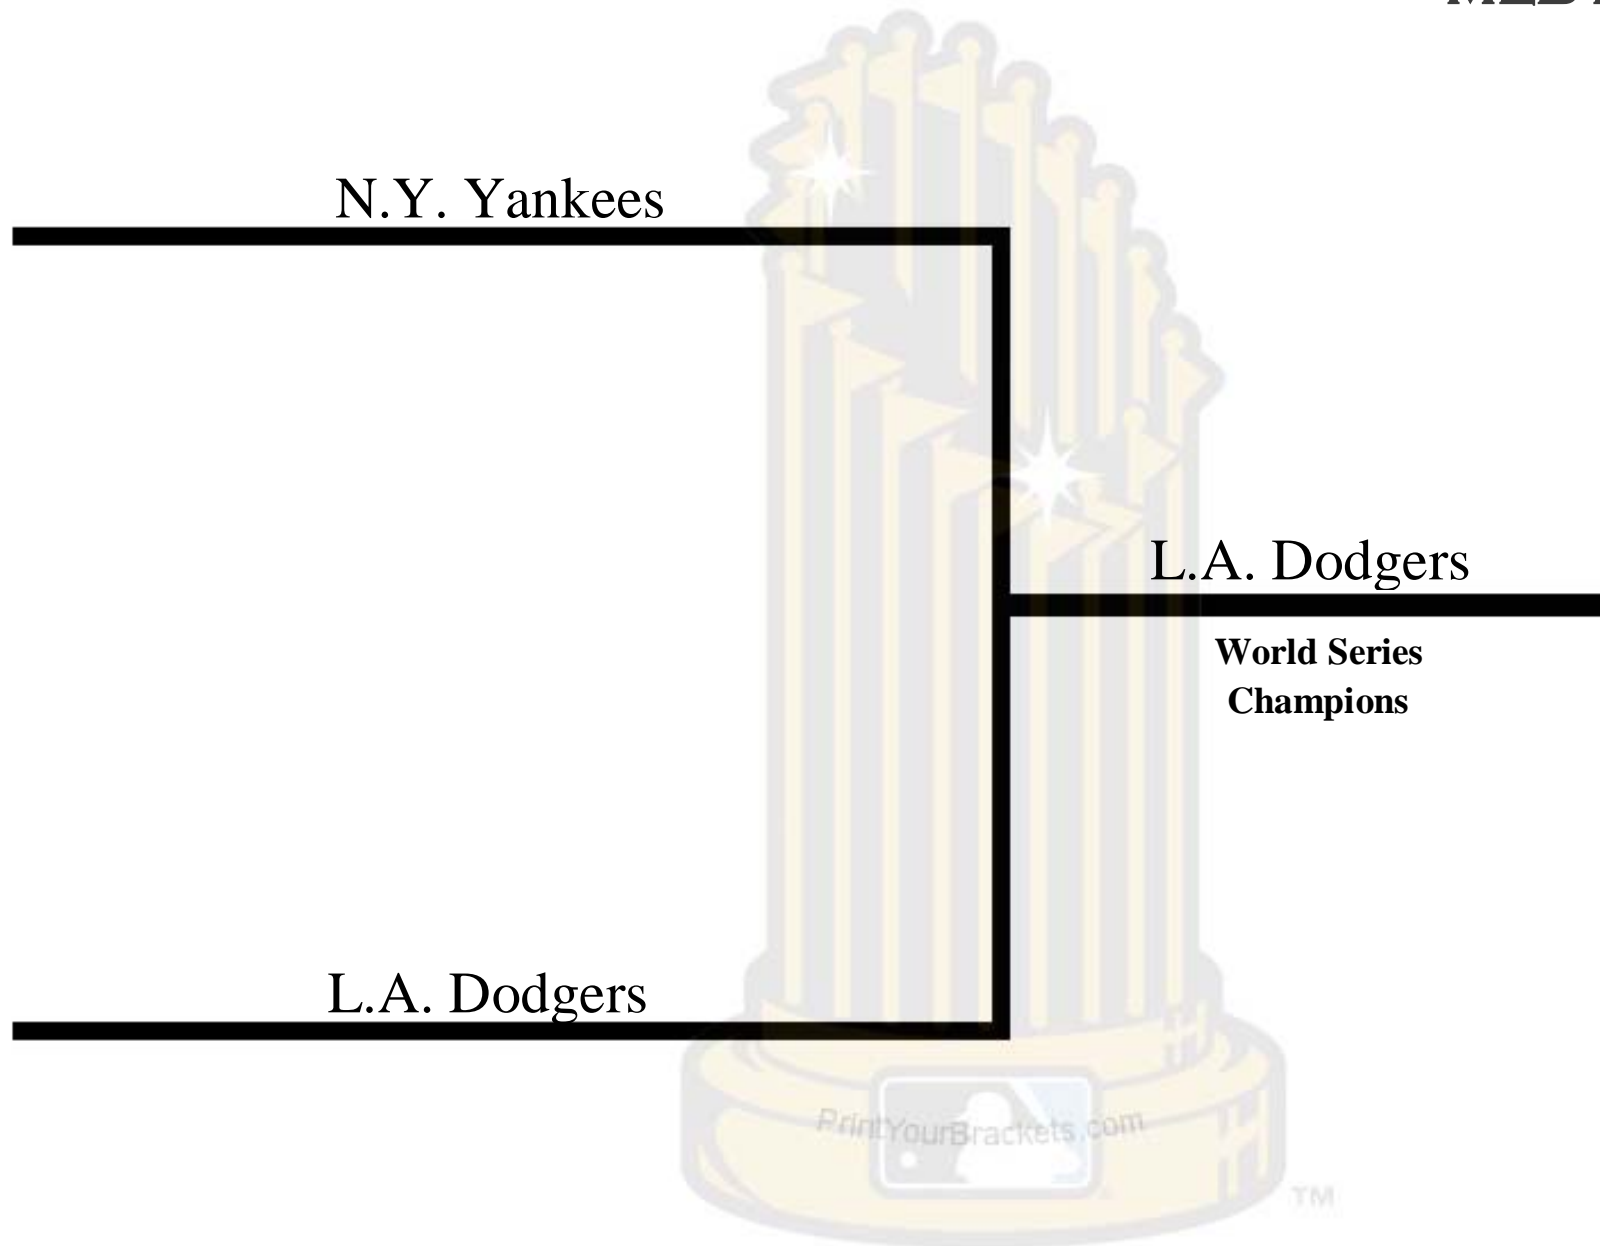 N.Y. Yankees
L.A. Dodgers
World Series
Champions
L.A. Dodgers
PrintYourBrackets.com
TM